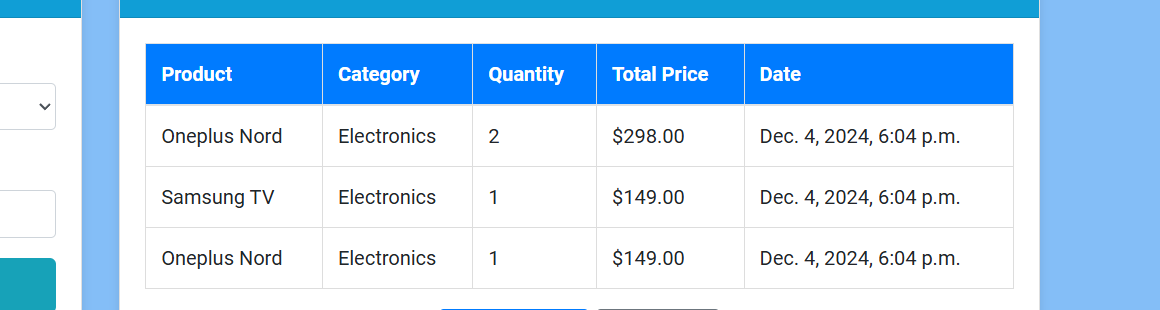 Product Category Quantity Total Price Date
Oneplus Nord Electronics 2 $298.00 Dec. 4, 2024, 6:04 p.m.
Samsung TV Electronics 1 $149.00 Dec. 4, 2024, 6:04 p.m.
Oneplus Nord Electronics 1 $149.00 Dec. 4, 2024, 6:04 p.m.